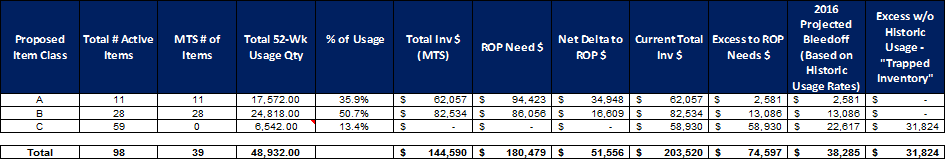 Proposed Item Class | Total # Active Items | MTS # of Items | Total 52-Wk Usage Qty | % of Usage | Total Inv $ (MTS) | ROP Need $ | Net Delta to ROP $ | Current Total Inv $ | Excess to ROP Needs $ | 2016 Projected Bleedoff (Based on Historic Usage Rates) | Excess w/o Historic Usage - "Trapped Inventory"
A | 11 | 11 | 17,572.00 | 35.9% | $ 62,057 | $ 94,423 | $ 34,948 | $ 62,057 | $ 2,581 | $ 2,581 | $ -
B | 28 | 28 | 24,818.00 | 50.7% | $ 82,534 | $ 86,056 | $ 16,609 | $ 82,534 | $ 13,086 | $ 13,086 | $ -
C | 59 | 0 | 6,542.00 | 13.4% | $ - | $ - | $ - | $ 58,930 | $ 58,930 | $ 22,617 | $ 31,824
Total | 98 | 39 | 48,932.00 | $ 144,590 | $ 180,479 | $ 51,556 | $ 203,520 | $ 74,597 | $ 38,285 | $ 31,824